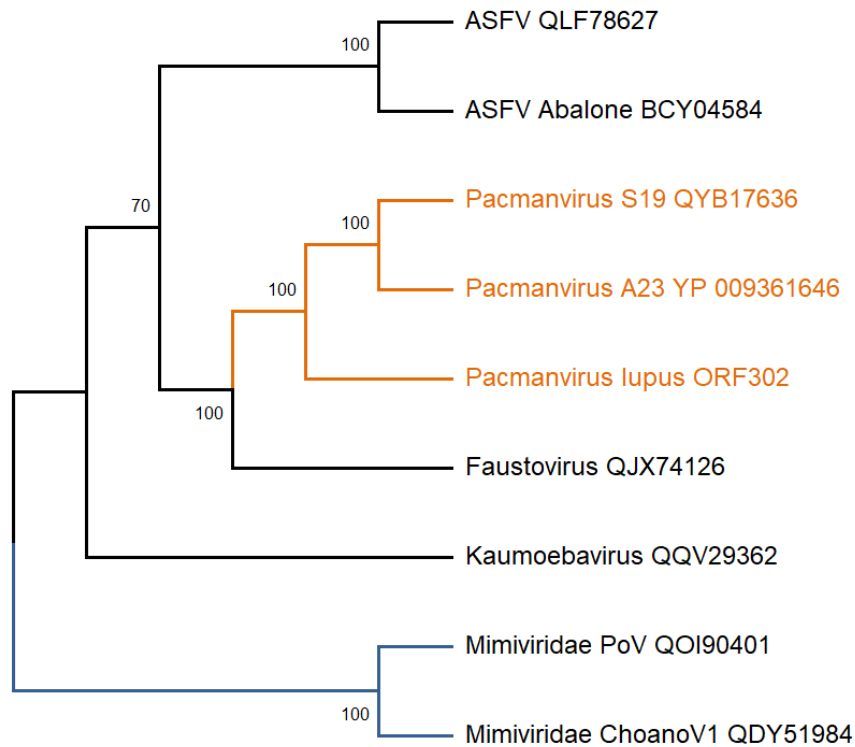 ASFV QLF78627
100
ASFV Abalone BCY04584
Pacmanvirus S19 QYB17636
70
100
Pacmanvirus A23 YP 009361646
100
Pacmanvirus lupus ORF302
100
Faustovirus QJX74126
Kaumoebavirus QQV29362
Mimiviridae PoV QOI90401
100
Mimiviridae ChoanoV1 QDY51984